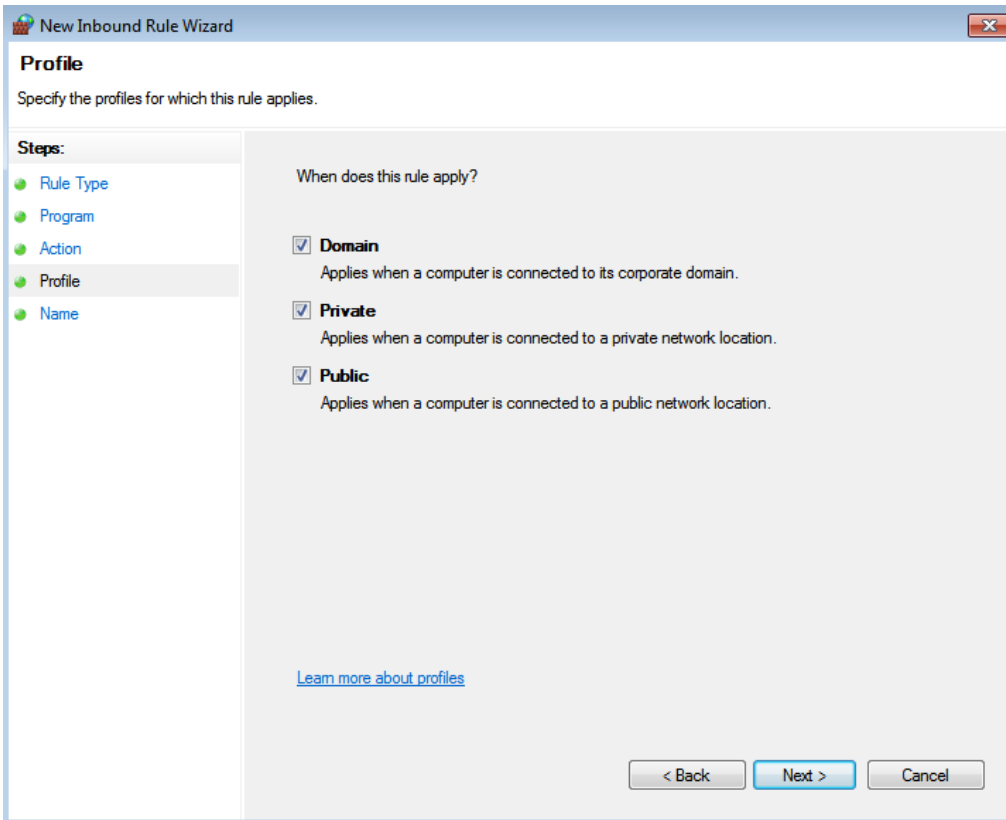 New Inbound Rule Wizard
Profile
Specify the profiles for which this rule applies.
Steps:
Rule Type
Program
Action
Profile
Name
When does this rule apply?
Domain
Applies when a computer is connected to its corporate domain.
Private
Applies when a computer is connected to a private network location.
Public
Applies when a computer is connected to a public network location.
Learn more about profiles
< Back Next > Cancel